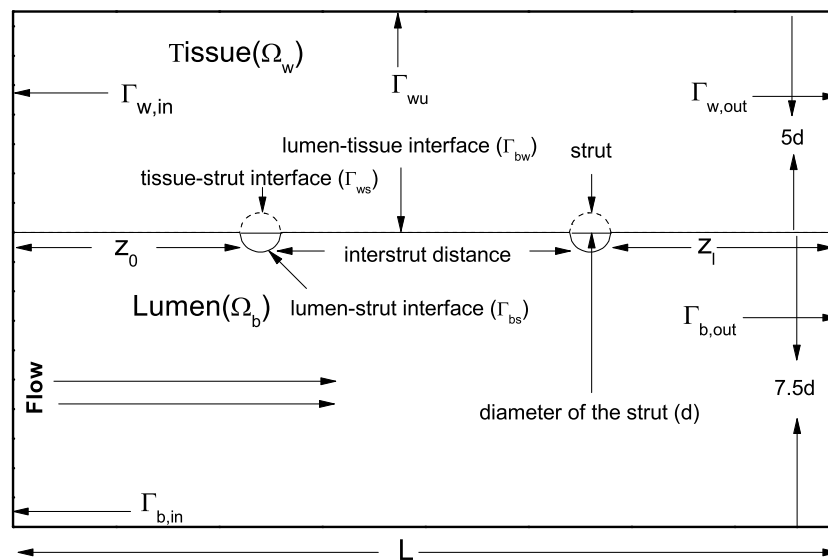 Tissue(Ω_w)
Γ_w,in
Γ_wu
Γ_w,out
lumen-tissue interface (Γ_bw)
strut
5d
tissue-strut interface (Γ_ws)
z_0
interstrut distance
z_l
Lumen(Ω_b)
lumen-strut interface (Γ_bs)
Γ_b,out
Flow
7.5d
diameter of the strut (d)
Γ_b,in
L